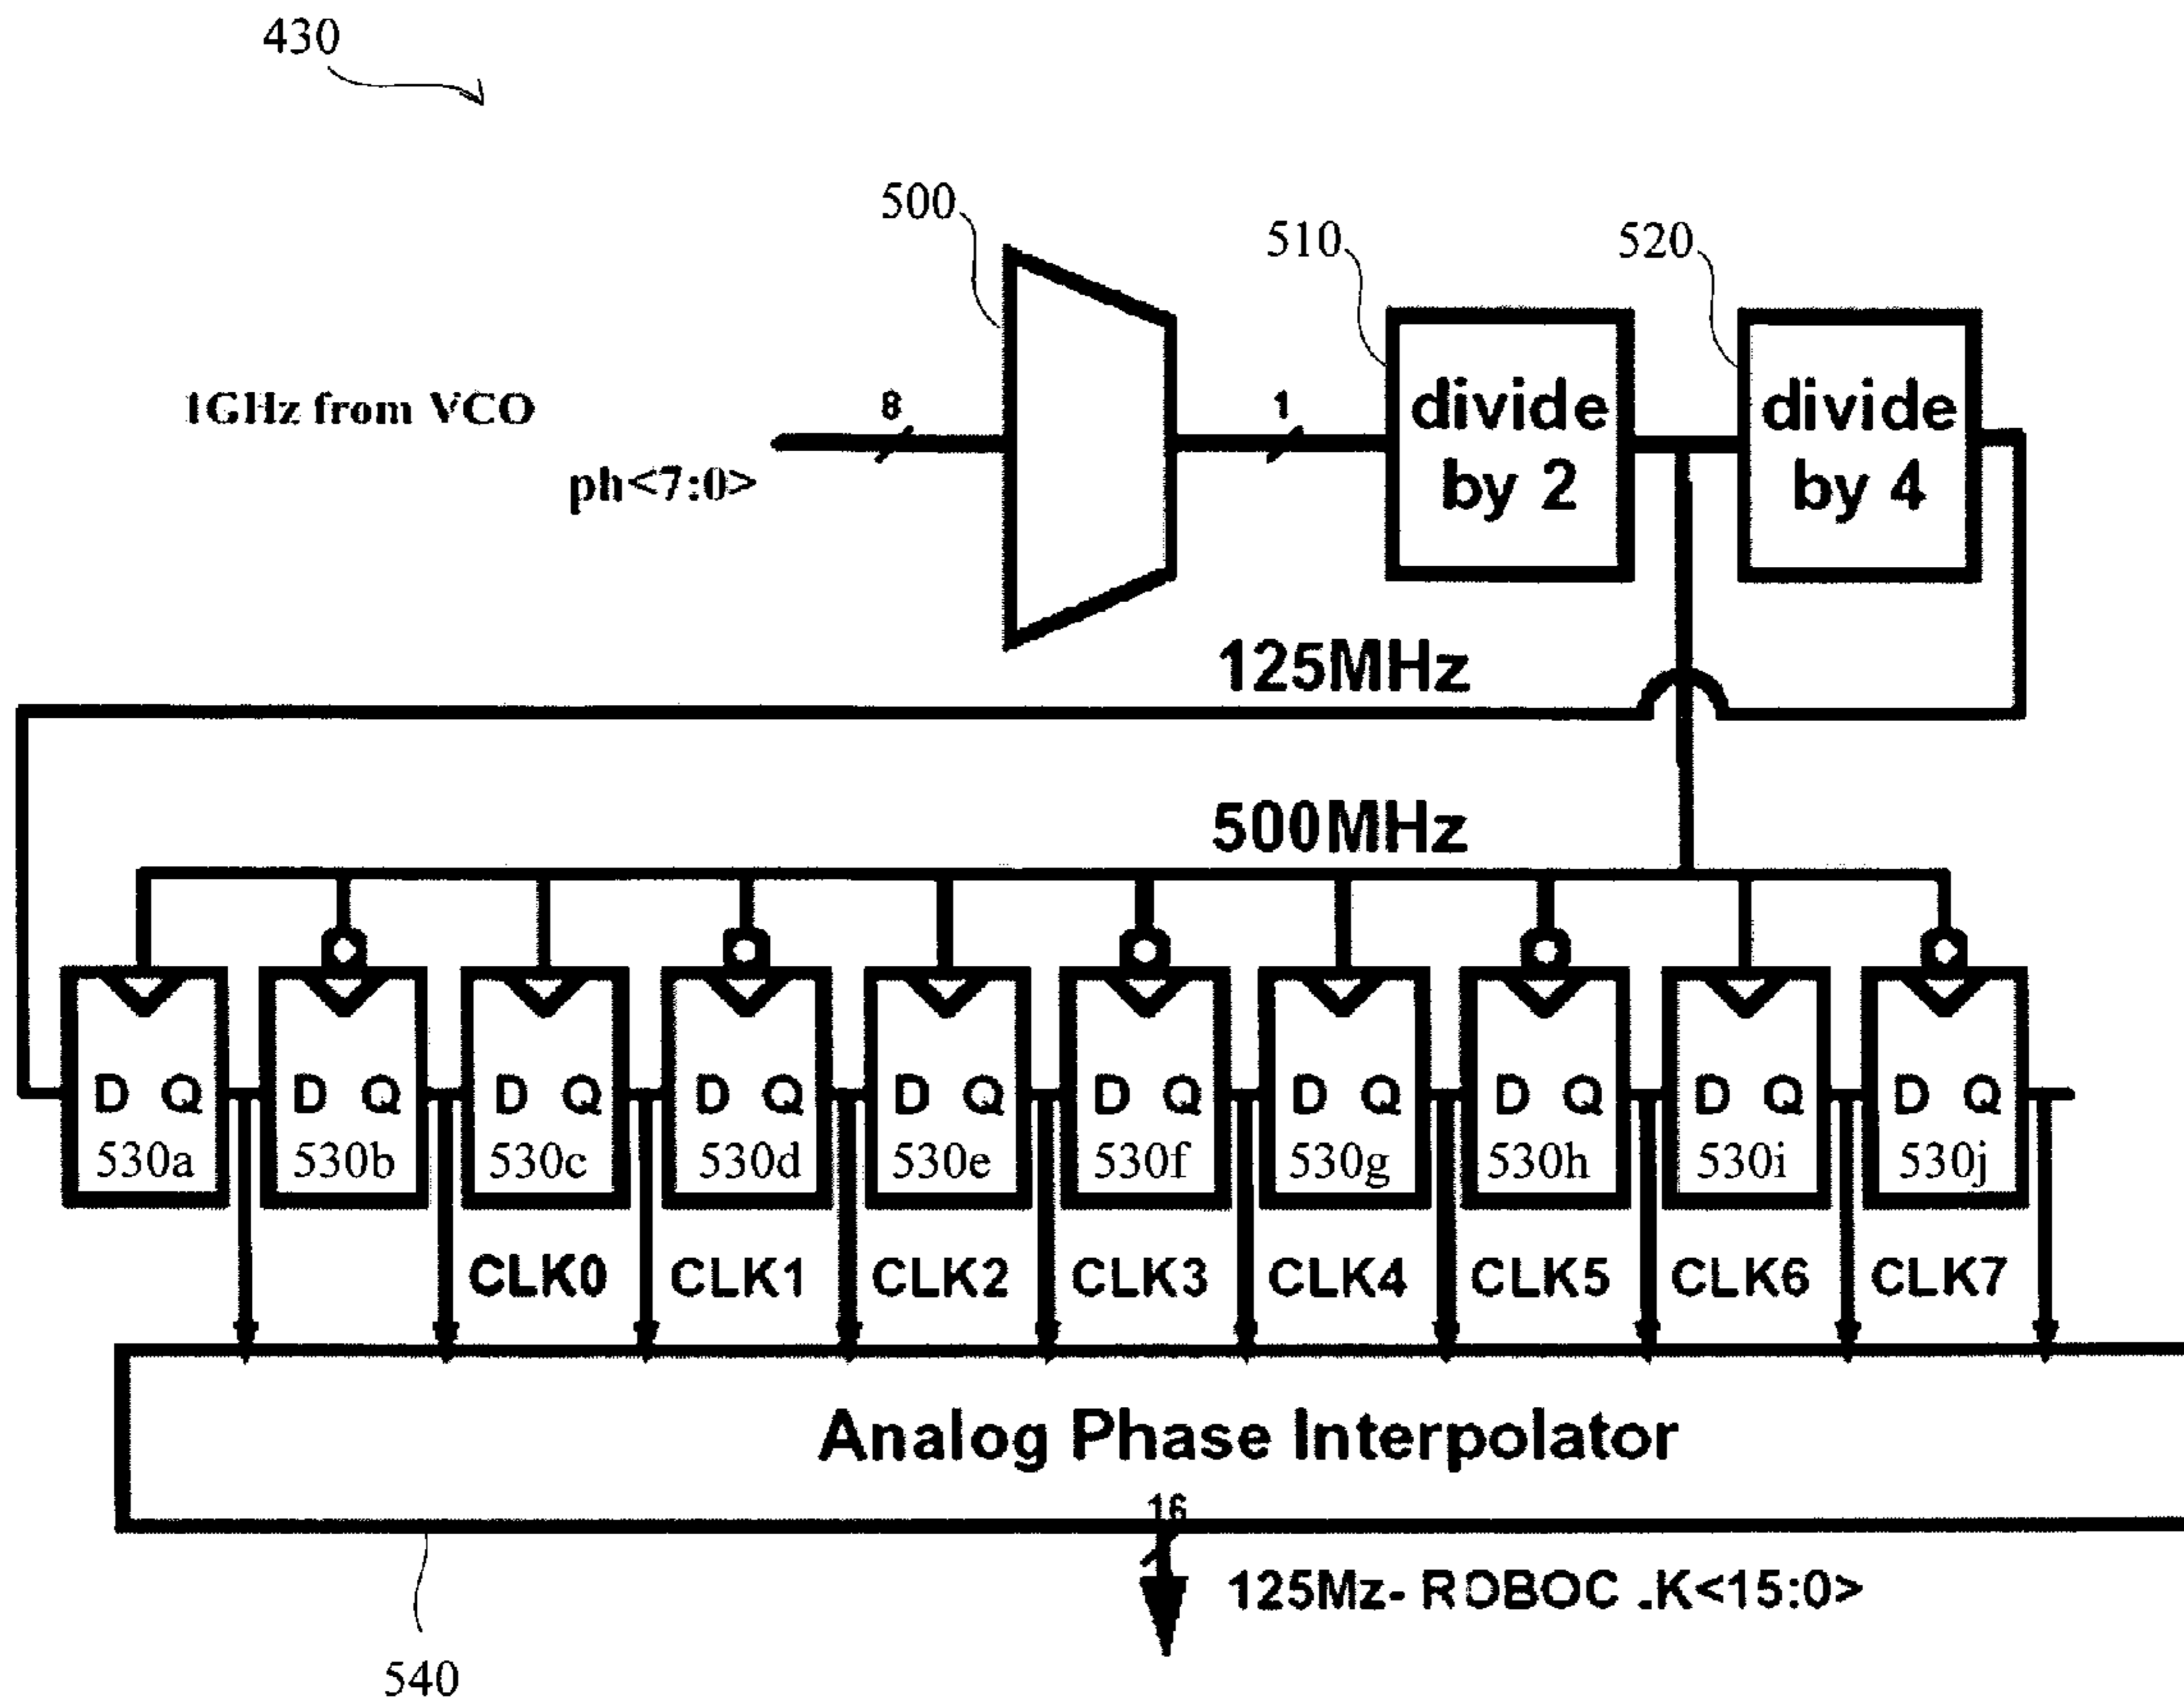 430
500
510
520
1GHz from VCO
8
1
ph<7:0>
divide
by 2
divide
by 4
125MHz
500MHz
D Q
530a
D Q
530b
D Q
530c
D Q
530d
D Q
530e
D Q
530f
D Q
530g
D Q
530h
D Q
530i
D Q
530j
CLK0 CLK1 CLK2 CLK3 CLK4 CLK5 CLK6 CLK7
Analog Phase Interpolator
16
125Mz- ROBOC .K<15:0>
540